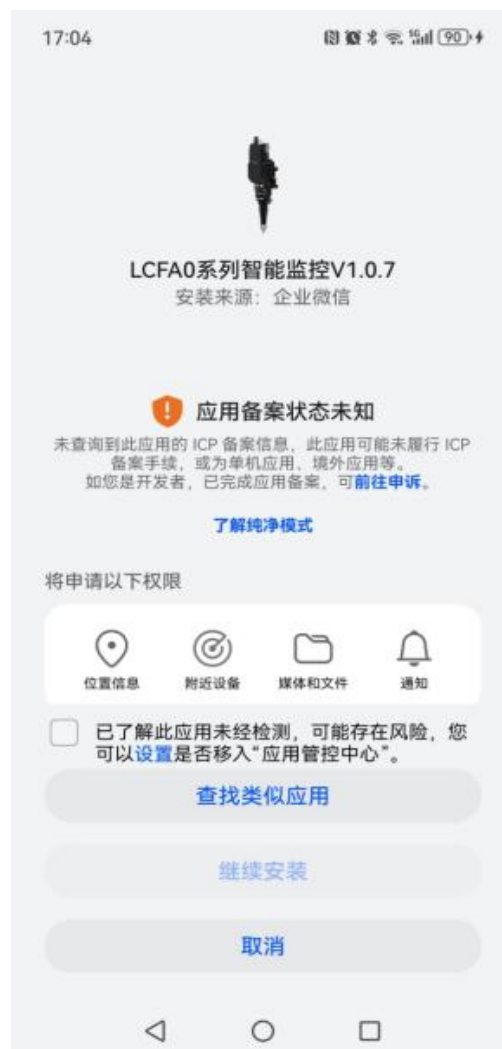 17:04
90
LCFA0系列智能监控V1.0.7
安装来源：企业微信
应用备案状态未知
未查询到此应用的 ICP 备案信息，此应用可能未履行 ICP
备案手续，或为单机应用、境外应用等。
如您是开发者，已完成应用备案，可前往申诉。
了解纯净模式
将申请以下权限
位置信息 附近设备 媒体和文件 通知
已了解此应用未经检测，可能存在风险，您
可以设置是否移入“应用管控中心”。
查找类似应用
继续安装
取消